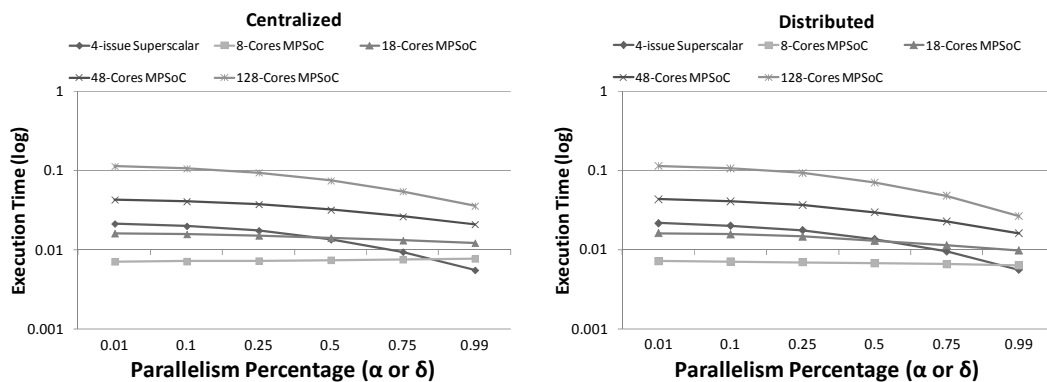 Centralized
4-issue Superscalar 8-Cores MPSoC 18-Cores MPSoC
48-Cores MPSoC 128-Cores MPSoC
Execution Time (log)
1
0.1
0.01
0.001
0.01 0.1 0.25 0.5 0.75 0.99
Parallelism Percentage (α or δ)
Distributed
4-issue Superscalar 8-Cores MPSoC 18-Cores MPSoC
48-Cores MPSoC 128-Cores MPSoC
Execution Time (log)
1
0.1
0.01
0.001
0.01 0.1 0.25 0.5 0.75 0.99
Parallelism Percentage (α or δ)